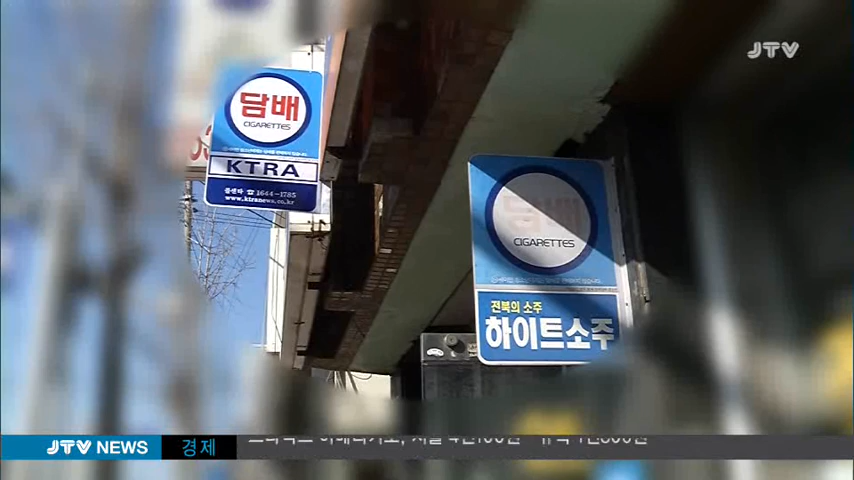 JTV
담배
CIGARETTES
KTRA
☎ 1644-1785
www.ktranews.co.kr
담배
CIGARETTES
전북의 소주
하이트소주
JTV NEWS
경제